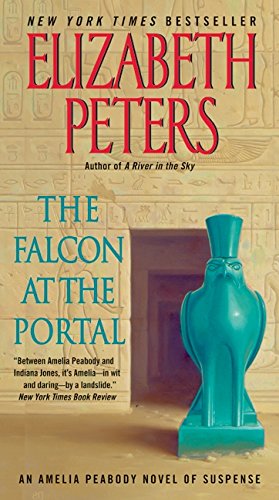 NEW YORK TIMES BESTSELLER
ELIZABETH
PETERS
Author of A River in the Sky
THE
FALCON
AT THE
PORTAL
"Between Amelia Peabody and
Indiana Jones, it's Amelia—in wit
and daring—by a landslide."
New York Times Book Review
AN AMELIA PEABODY NOVEL OF SUSPENSE